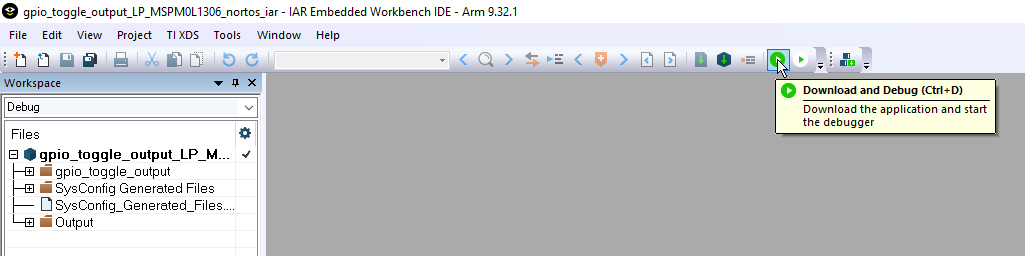 gpio_toggle_output_LP_MSPM0L1306_nortos_iar - IAR Embedded Workbench IDE - Arm 9.32.1
File Edit View Project TI XDS Tools Window Help
Workspace
Debug
Files
gpio_toggle_output_LP_M...
gpio_toggle_output
SysConfig Generated Files
SysConfig_Generated_Files....
Output
Download and Debug (Ctrl+D)
Download the application and start
the debugger